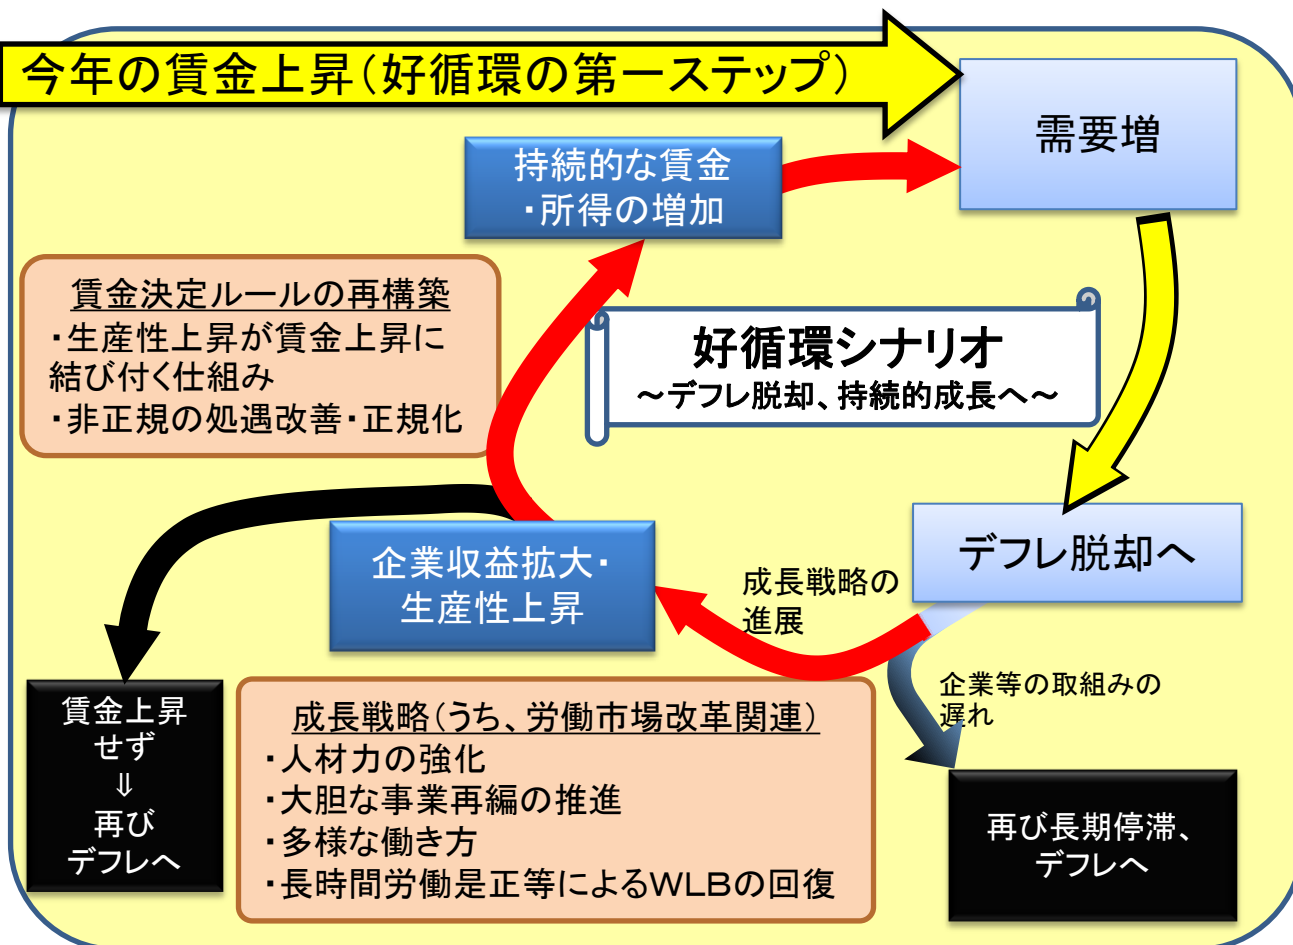 今年の賃金上昇(好循環の第一ステップ)
需要増
持続的な賃金
・所得の増加
賃金決定ルールの再構築
・生産性上昇が賃金上昇に
結び付く仕組み
・非正規の処遇改善・正規化
好循環シナリオ
～デフレ脱却、持続的成長へ～
デフレ脱却へ
企業収益拡大・
生産性上昇
成長戦略の
進展
企業等の取組みの
遅れ
賃金上昇
せず
⇓
再び
デフレへ
成長戦略(うち、労働市場改革関連)
・人材力の強化
・大胆な事業再編の推進
・多様な働き方
・長時間労働是正等によるWLBの回復
再び長期停滞、
デフレへ